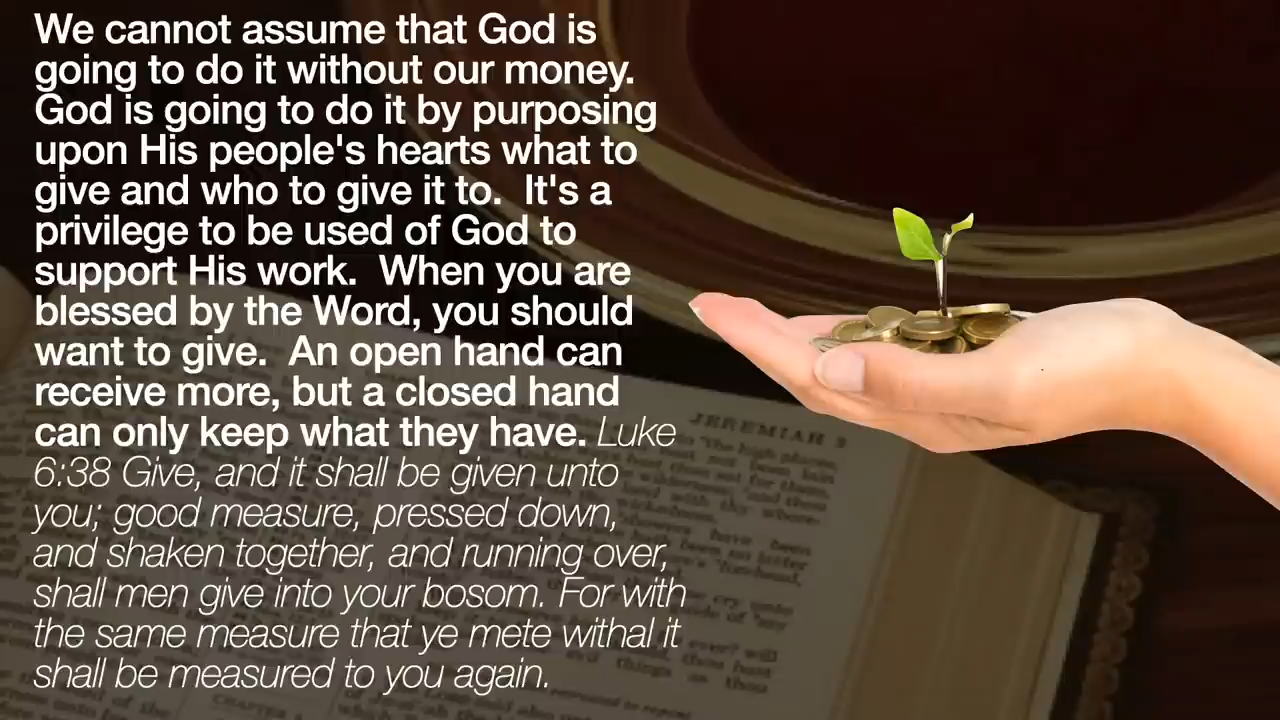 We cannot assume that God is
going to do it without our money.
God is going to do it by purposing
upon His people's hearts what to
give and who to give it to.  It's a
privilege to be used of God to
support His work.  When you are
blessed by the Word, you should
want to give.  An open hand can
receive more, but a closed hand
can only keep what they have. Luke
6:38 Give, and it shall be given unto
you; good measure, pressed down,
and shaken together, and running over,
shall men give into your bosom. For with
the same measure that ye mete withal it
shall be measured to you again.
JEREMIAH